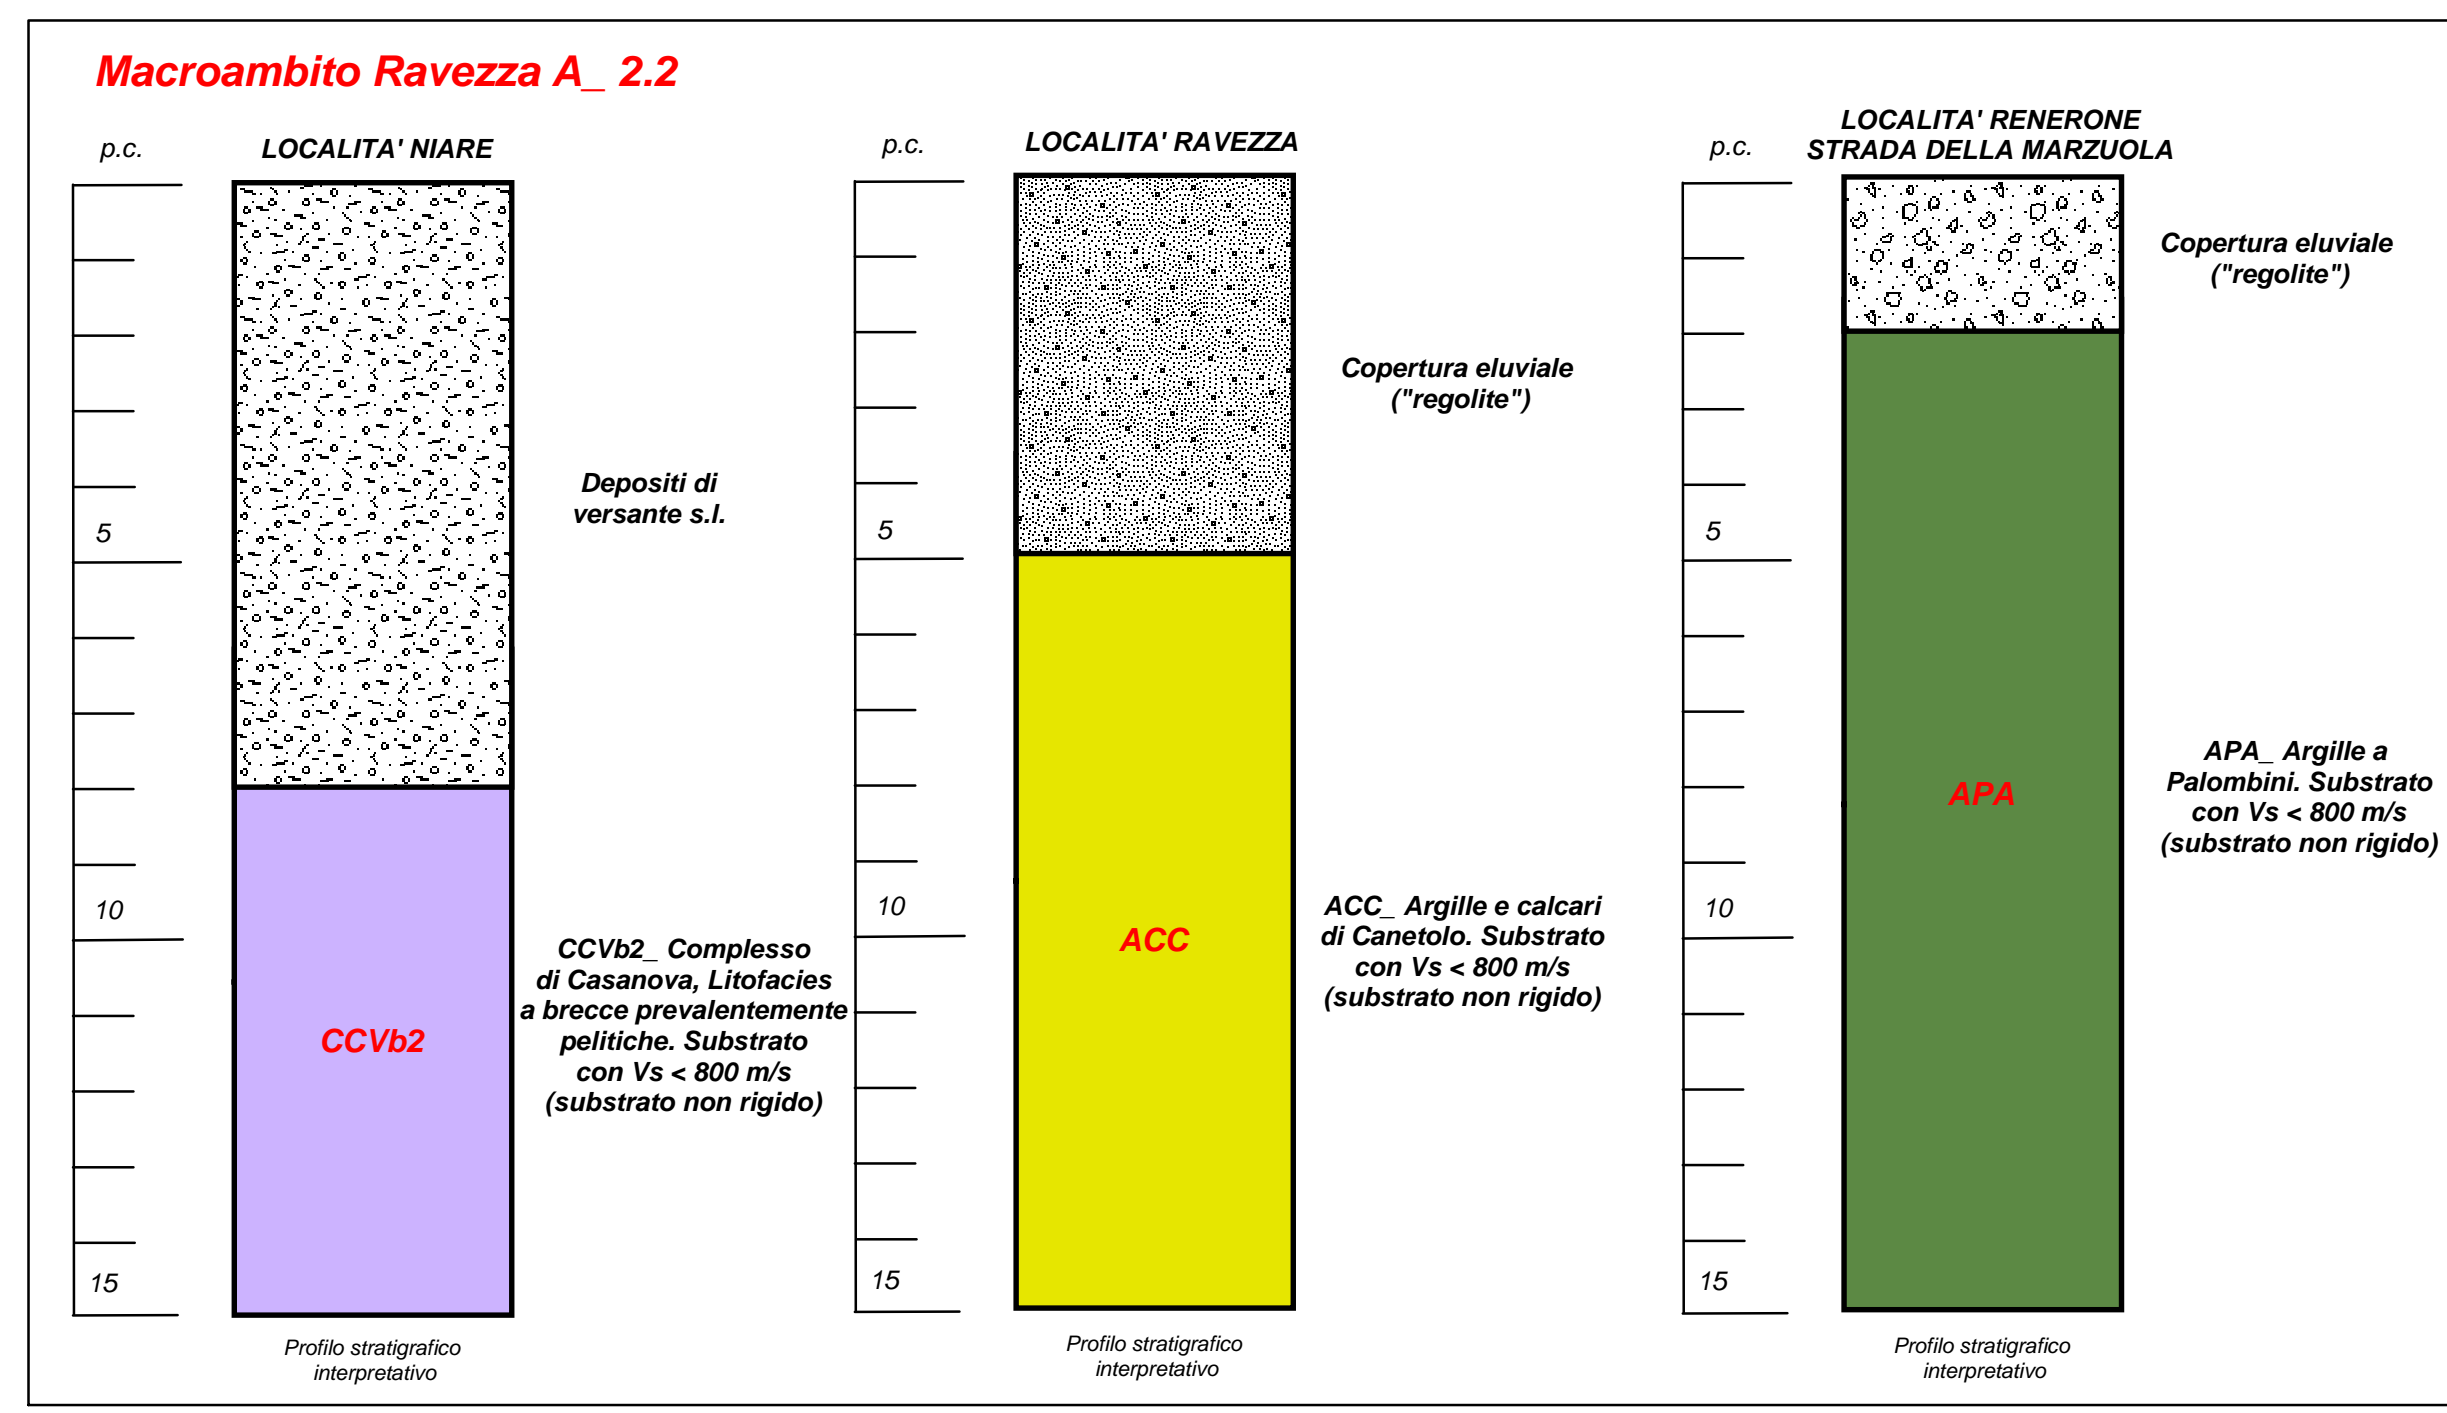 Macroambito Ravezza A_ 2.2
p.c.
LOCALITA' NIARE
5
10
15
Depositi di
versante s.l.
CCVb2
CCVb2_ Complesso
di Casanova, Litofacies
a brecce prevalentemente
pelitiche. Substrato
con Vs < 800 m/s
(substrato non rigido)
Profilo stratigrafico
interpretativo
p.c.
LOCALITA' RAVEZZA
5
10
15
Copertura eluviale
("regolite")
ACC
ACC_ Argille e calcari
di Canetolo. Substrato
con Vs < 800 m/s
(substrato non rigido)
Profilo stratigrafico
interpretativo
p.c.
LOCALITA' RENERONE
STRADA DELLA MARZUOLA
5
10
15
Copertura eluviale
("regolite")
APA
APA_ Argille a
Palombini. Substrato
con Vs < 800 m/s
(substrato non rigido)
Profilo stratigrafico
interpretativo